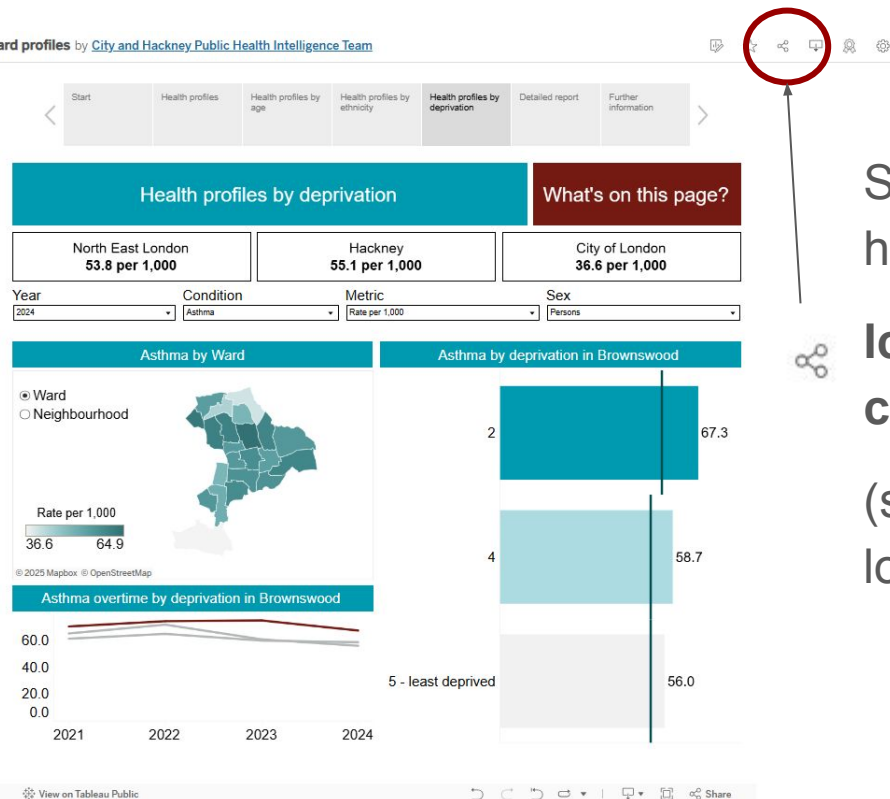 ard profiles by City and Hackney Public Health Intelligence Team
Start
Health profiles
Health profiles by age
Health profiles by ethnicity
Health profiles by deprivation
Detailed report
Further information
Health profiles by deprivation
What's on this page?
North East London
53.8 per 1,000
Hackney
55.1 per 1,000
City of London
36.6 per 1,000
Year
Condition
Metric
Sex
2024
Asthma
Rate per 1,000
Persons
Asthma by Ward
Ward
Neighbourhood
Rate per 1,000
36.6 64.9
© 2025 Mapbox © OpenStreetMap
Asthma by deprivation in Brownswood
2 67.3
4 58.7
5 - least deprived 56.0
Asthma overtime by deprivation in Brownswood
60.0
40.0
20.0
0.0
2021 2022 2023 2024
View on Tableau Public
Share
S
h
c
(s